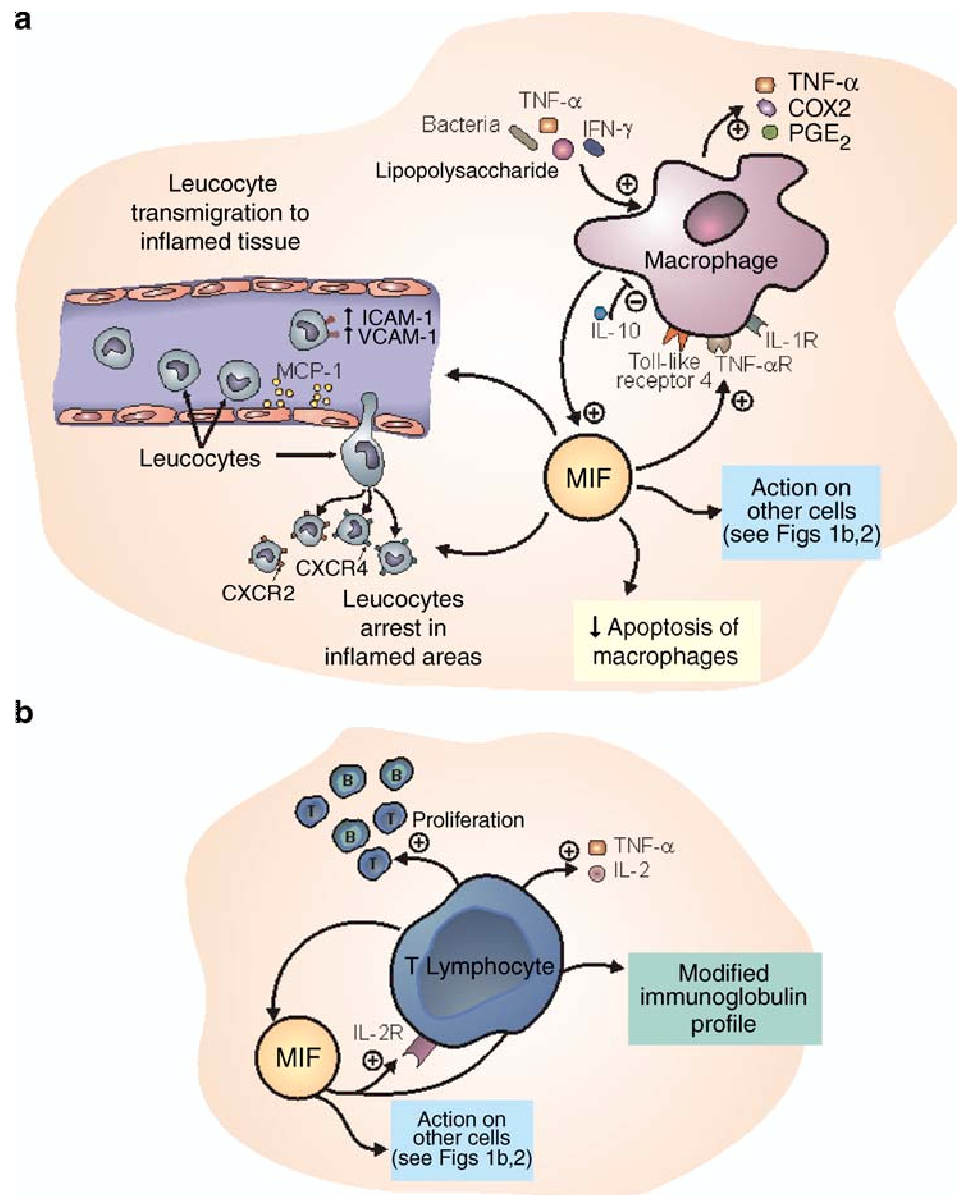 a
TNF-α
COX2
PGE2
TNF-α
Bacteria
IFN-γ
Lipopolysaccharide
Leucocyte
transmigration to
inflamed tissue
Macrophage
↑ ICAM-1
↑ VCAM-1
MCP-1
IL-10
IL-1R
Toll-like
receptor 4
TNF-αR
Leucocytes
MIF
Action on
other cells
(see Figs 1b,2)
CXCR4
CXCR2
Leucocytes
arrest in
inflamed areas
↓ Apoptosis of
macrophages
b
B
B
T
T
B
T
Proliferation
TNF-α
IL-2
T Lymphocyte
Modified
immunoglobulin
profile
IL-2R
MIF
Action on
other cells
(see Figs 1b,2)